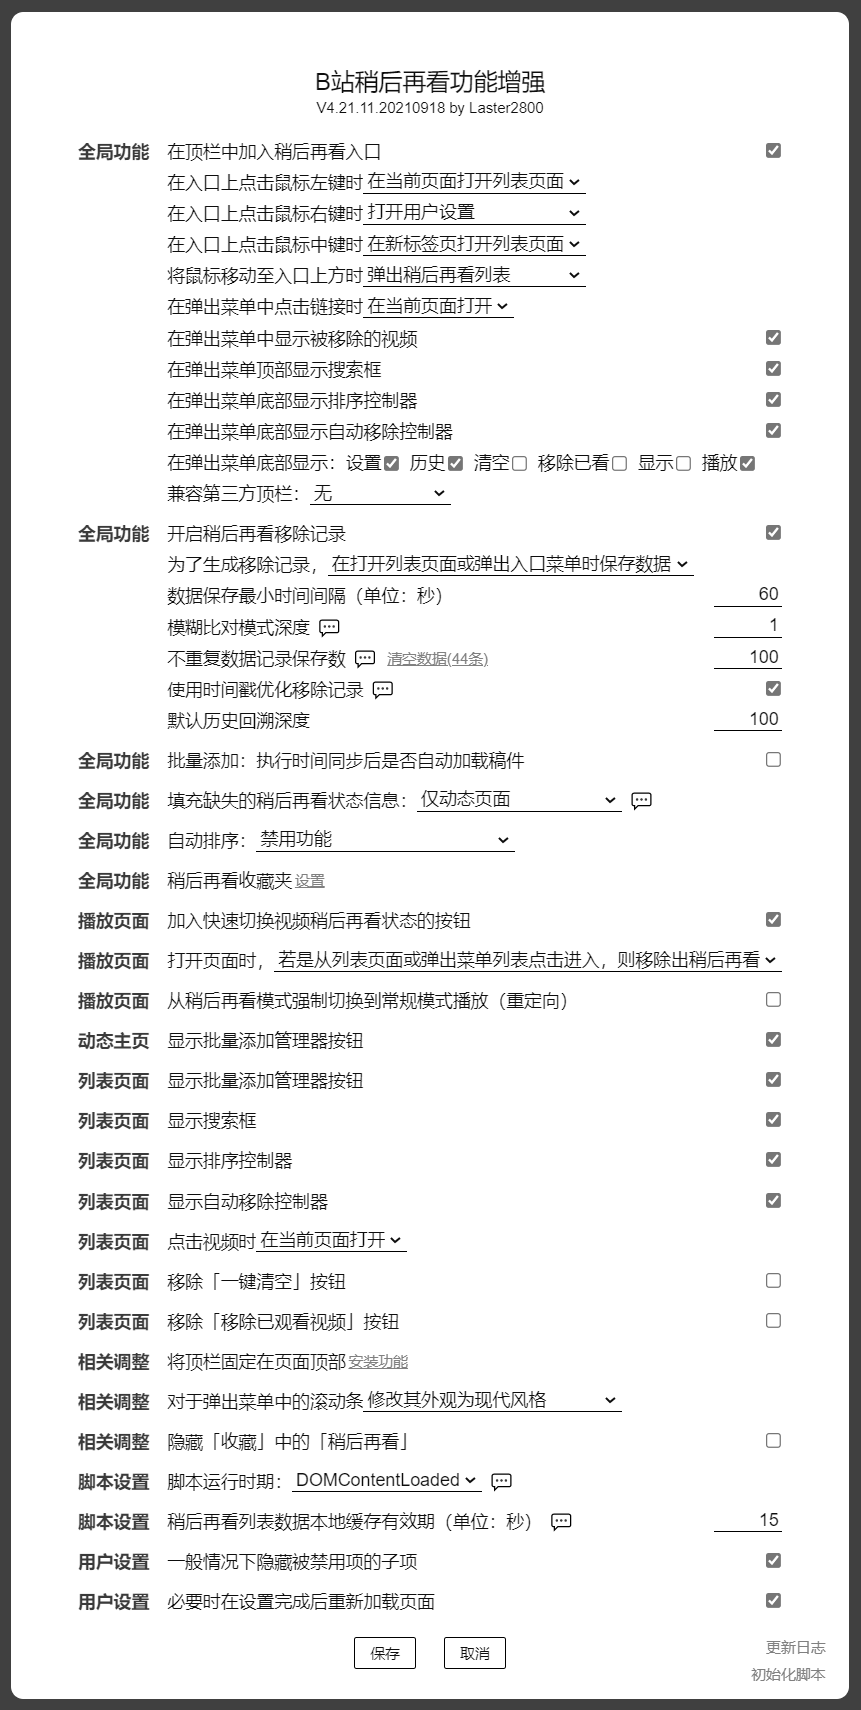 B站稍后再看功能增强
V4.21.11.20210918 by Laster2800
全局功能 在顶栏中加入稍后再看入口
在入口上点击鼠标左键时 在当前页面打开列表页面
在入口上点击鼠标右键时 打开用户设置
在入口上点击鼠标中键时 在新标签页打开列表页面
将鼠标移动至入口上方时 弹出稍后再看列表
在弹出菜单中点击链接时 在当前页面打开
在弹出菜单中显示被移除的视频
在弹出菜单顶部显示搜索框
在弹出菜单底部显示排序控制器
在弹出菜单底部显示自动移除控制器
在弹出菜单底部显示：设置 历史 清空 移除已看 显示 播放
兼容第三方顶栏：无
全局功能 开启稍后再看移除记录
为了生成移除记录，在打开列表页面或弹出入口菜单时保存数据
数据保存最小时间间隔（单位：秒） 60
模糊比对模式深度 1
不重复数据记录保存数 清空数据(44条) 100
使用时间戳优化移除记录
默认历史回溯深度 100
全局功能 批量添加：执行时间同步后是否自动加载稿件
全局功能 填充缺失的稍后再看状态信息：仅动态页面
全局功能 自动排序：禁用功能
全局功能 稍后再看收藏夹 设置
播放页面 加入快速切换视频稍后再看状态的按钮
播放页面 打开页面时，若是从列表页面或弹出菜单列表点击进入，则移除出稍后再看
播放页面 从稍后再看模式强制切换到常规模式播放（重定向）
动态主页 显示批量添加管理器按钮
列表页面 显示批量添加管理器按钮
列表页面 显示搜索框
列表页面 显示排序控制器
列表页面 显示自动移除控制器
列表页面 点击视频时 在当前页面打开
列表页面 移除「一键清空」按钮
列表页面 移除「移除已观看视频」按钮
相关调整 将顶栏固定在页面顶部 安装功能
相关调整 对于弹出菜单中的滚动条 修改其外观为现代风格
相关调整 隐藏「收藏」中的「稍后再看」
脚本设置 脚本运行时期：DOMContentLoaded
脚本设置 稍后再看列表数据本地缓存有效期（单位：秒） 15
用户设置 一般情况下隐藏被禁用项的子项
用户设置 必要时在设置完成后重新加载页面
保存 取消 更新日志
初始化脚本